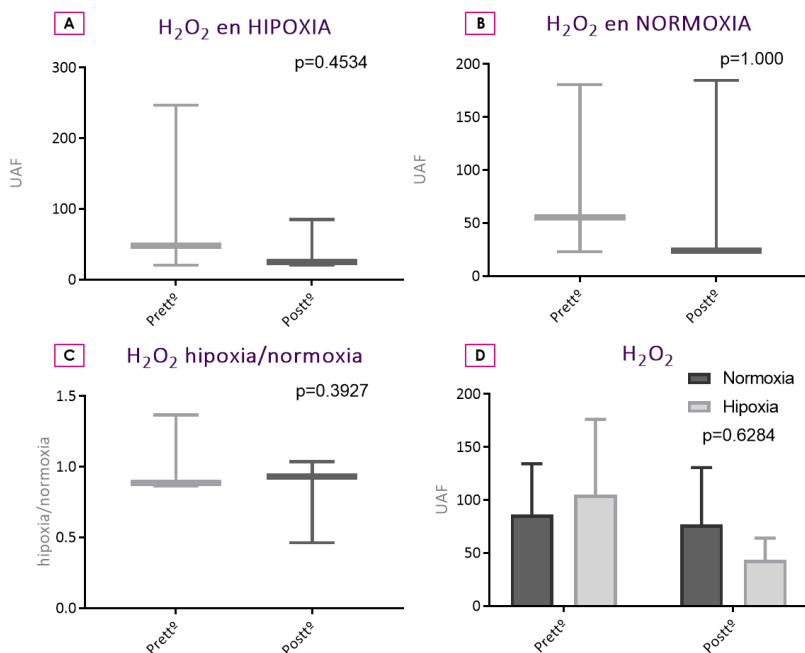 A
H₂O₂ en HIPOXIA
p=0.4534
300
200
100
0
UAF
Prettº
Posttº
B
H₂O₂ en NORMOXIA
p=1.000
200
150
100
50
0
UAF
Prettº
Posttº
C
H₂O₂ hipoxia/normoxia
p=0.3927
1.5
1.0
0.5
0.0
hipoxia/normoxia
Prettº
Posttº
D
H₂O₂
Normoxia
Hipoxia
p=0.6284
200
150
100
50
0
UAF
Prettº
Posttº